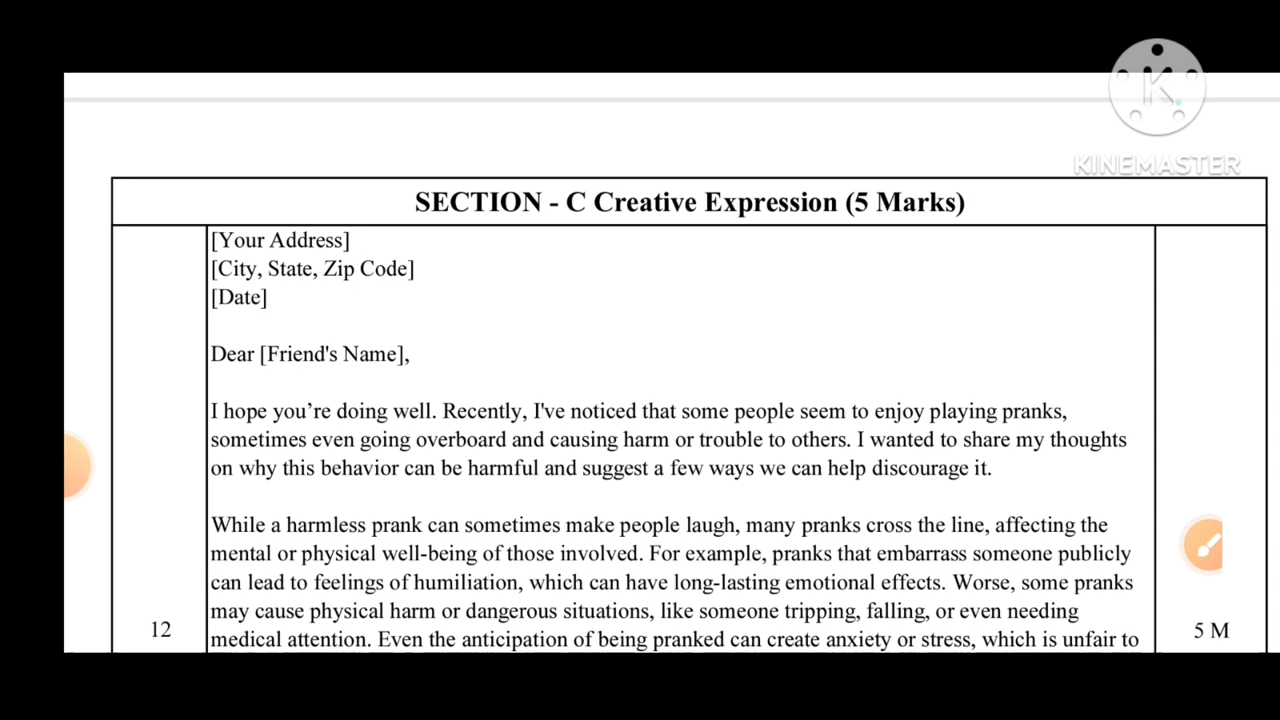 KINEMASTER
SECTION - C Creative Expression (5 Marks)
[Your Address]
[City, State, Zip Code]
[Date]
Dear [Friend's Name],
I hope you’re doing well. Recently, I've noticed that some people seem to enjoy playing pranks,
sometimes even going overboard and causing harm or trouble to others. I wanted to share my thoughts
on why this behavior can be harmful and suggest a few ways we can help discourage it.
While a harmless prank can sometimes make people laugh, many pranks cross the line, affecting the
mental or physical well-being of those involved. For example, pranks that embarrass someone publicly
can lead to feelings of humiliation, which can have long-lasting emotional effects. Worse, some pranks
may cause physical harm or dangerous situations, like someone tripping, falling, or even needing
12
medical attention. Even the anticipation of being pranked can create anxiety or stress, which is unfair to
5 M